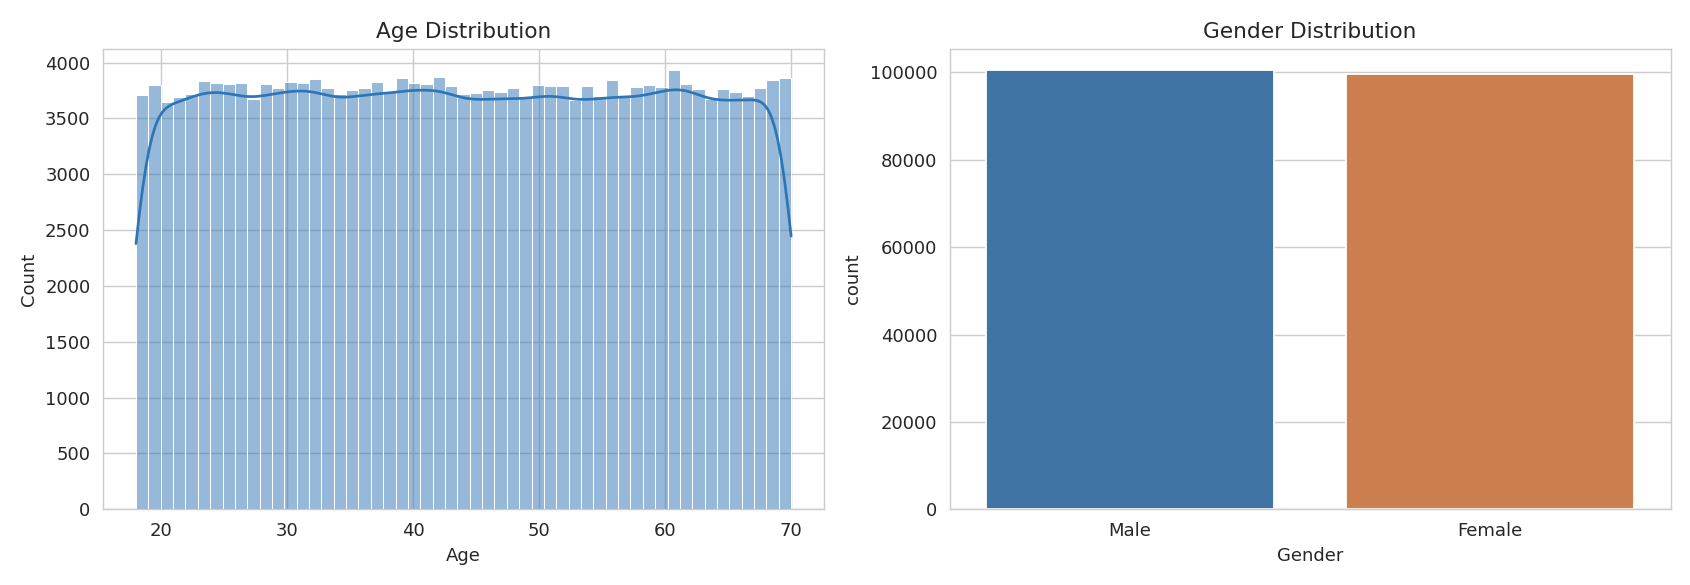 Age Distribution
Count
4000
3500
3000
2500
2000
1500
1000
500
0
20 30 40 50 60 70
Age
Gender Distribution
count
100000
80000
60000
40000
20000
0
Male Female
Gender